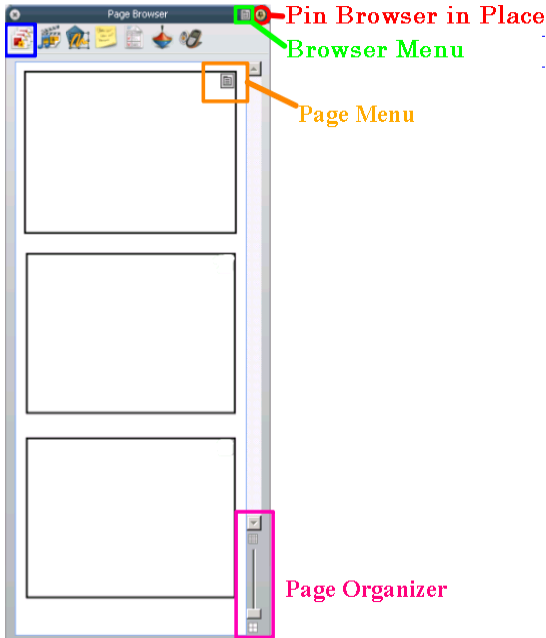 Page Browser
Pin Browser in Place
Browser Menu
Page Menu
Page Organizer